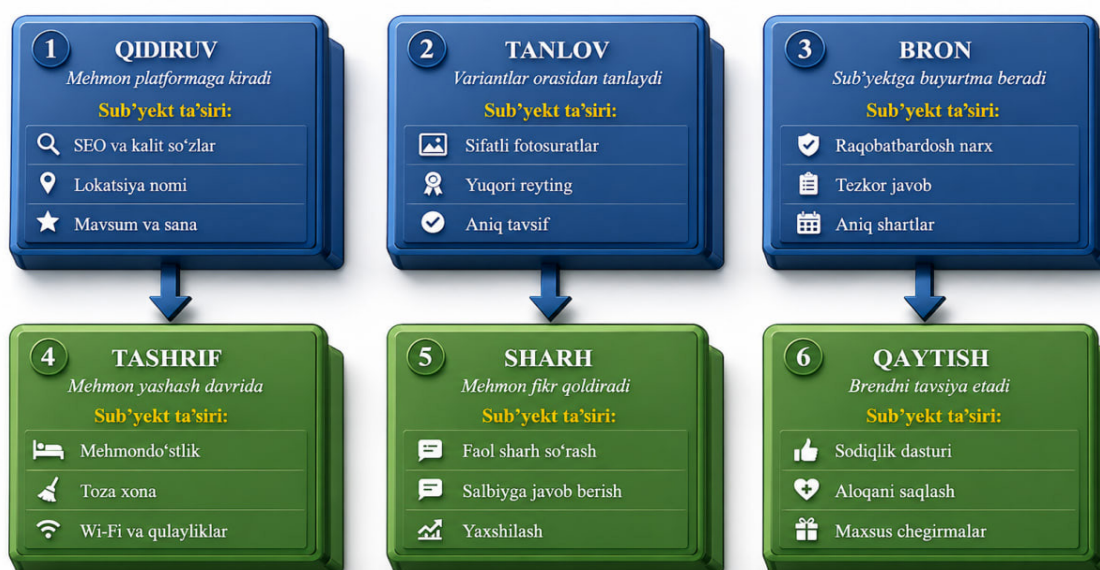 1 QIDIRUV
Mehmon platformaga kiradi
Sub’yekt ta’siri:
SEO va kalit so‘zlar
Lokatsiya nomi
Mavsum va sana
2 TANLOV
Variantlar orasidan tanlaydi
Sub’yekt ta’siri:
Sifatli fotosuratlar
Yuqori reyting
Aniq tavsif
3 BRON
Sub’yektga buyurtma beradi
Sub’yekt ta’siri:
Raqobatbardosh narx
Tezkor javob
Aniq shartlar
4 TASHRIF
Mehmon yashash davrida
Sub’yekt ta’siri:
Mehmondo‘stlik
Toza xona
Wi-Fi va qulayliklar
5 SHARH
Mehmon fikr qoldiradi
Sub’yekt ta’siri:
Faol sharh so‘rash
Salbiyga javob berish
Yaxshilash
6 QAYTISH
Brendni tavsiya etadi
Sub’yekt ta’siri:
Sodiqlik dasturi
Aloqani saqlash
Maxsus chegirmalar